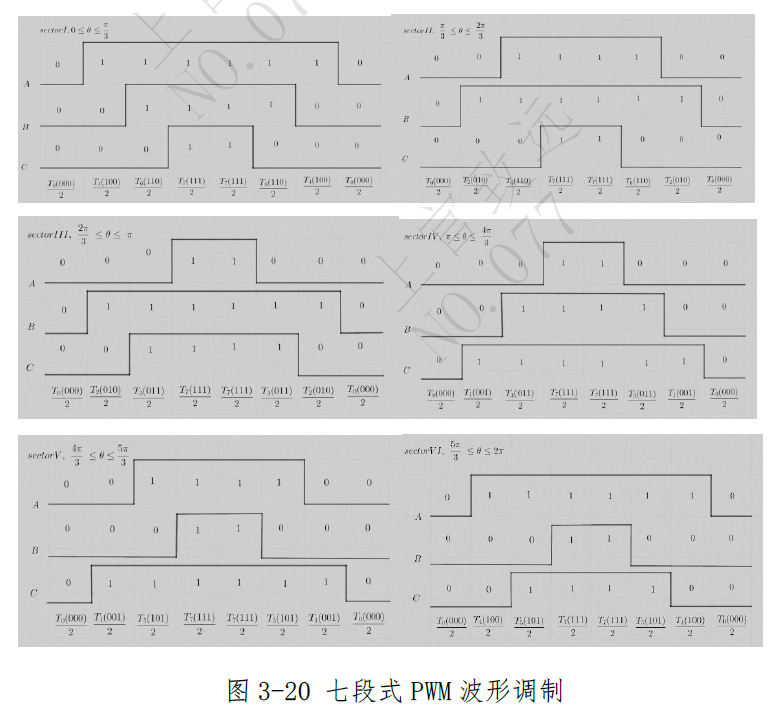 sectorI, 0 ≤ θ ≤ π/3
A 0 1 1 1 1 1 1 0
B 0 0 1 1 1 1 0 0
C 0 0 0 1 1 0 0 0
T₀(000)/2 T₄(100)/2 T₆(110)/2 T₇(111)/2 T₇(111)/2 T₆(110)/2 T₄(100)/2 T₀(000)/2
sectorII, π/3 ≤ θ ≤ 2π/3
A 0 0 1 1 1 1 0 0
B 0 1 1 1 1 1 1 0
C 0 0 0 1 1 0 0 0
T₀(000)/2 T₂(010)/2 T₆(110)/2 T₇(111)/2 T₇(111)/2 T₆(110)/2 T₂(010)/2 T₀(000)/2
sectorIII, 2π/3 ≤ θ ≤ π
A 0 0 0 1 1 0 0 0
B 0 1 1 1 1 1 1 0
C 0 0 1 1 1 1 0 0
T₀(000)/2 T₂(010)/2 T₃(011)/2 T₇(111)/2 T₇(111)/2 T₃(011)/2 T₂(010)/2 T₀(000)/2
sectorIV, π ≤ θ ≤ 4π/3
A 0 0 0 1 1 0 0 0
B 0 0 1 1 1 1 0 0
C 0 1 1 1 1 1 1 0
T₀(000)/2 T₁(001)/2 T₃(011)/2 T₇(111)/2 T₇(111)/2 T₃(011)/2 T₁(001)/2 T₀(000)/2
sectorV, 4π/3 ≤ θ ≤ 5π/3
A 0 0 1 1 1 1 0 0
B 0 0 0 1 1 0 0 0
C 0 1 1 1 1 1 1 0
T₀(000)/2 T₁(001)/2 T₅(101)/2 T₇(111)/2 T₇(111)/2 T₅(101)/2 T₁(001)/2 T₀(000)/2
sectorVI, 5π/3 ≤ θ ≤ 2π
A 0 1 1 1 1 1 1 0
B 0 0 0 1 1 0 0 0
C 0 0 1 1 1 1 0 0
T₀(000)/2 T₄(100)/2 T₅(101)/2 T₇(111)/2 T₇(111)/2 T₅(101)/2 T₄(100)/2 T₀(000)/2
上官致远
NO.077
上官致远
NO.077
图 3-20 七段式 PWM 波形调制